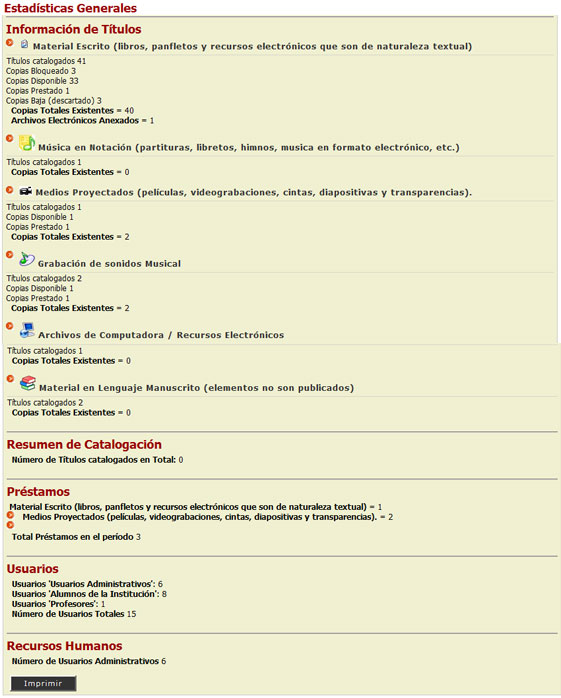 Estadísticas Generales
Información de Títulos
Material Escrito (libros, panfletos y recursos electrónicos que son de naturaleza textual)
Títulos catalogados 41
Copias Bloqueado 3
Copias Disponible 33
Copias Prestado 1
Copias Baja (descartado) 3
Copias Totales Existentes = 40
Archivos Electrónicos Anexados = 1
Música en Notación (partituras, libretos, himnos, musica en formato electrónico, etc.)
Títulos catalogados 1
Copias Totales Existentes = 0
Medios Proyectados (películas, videograbaciones, cintas, diapositivas y transparencias).
Títulos catalogados 1
Copias Disponible 1
Copias Prestado 1
Copias Totales Existentes = 2
Grabación de sonidos Musical
Títulos catalogados 2
Copias Disponible 1
Copias Prestado 1
Copias Totales Existentes = 2
Archivos de Computadora / Recursos Electrónicos
Títulos catalogados 1
Copias Totales Existentes = 0
Material en Lenguaje Manuscrito (elementos no son publicados)
Títulos catalogados 2
Copias Totales Existentes = 0
Resumen de Catalogación
Número de Títulos catalogados en Total: 0
Préstamos
Material Escrito (libros, panfletos y recursos electrónicos que son de naturaleza textual) = 1
Medios Proyectados (películas, videograbaciones, cintas, diapositivas y transparencias). = 2
Total Préstamos en el período 3
Usuarios
Usuarios 'Usuarios Administrativos': 6
Usuarios 'Alumnos de la Institución': 8
Usuarios 'Profesores': 1
Número de Usuarios Totales 15
Recursos Humanos
Número de Usuarios Administrativos 6
Imprimir